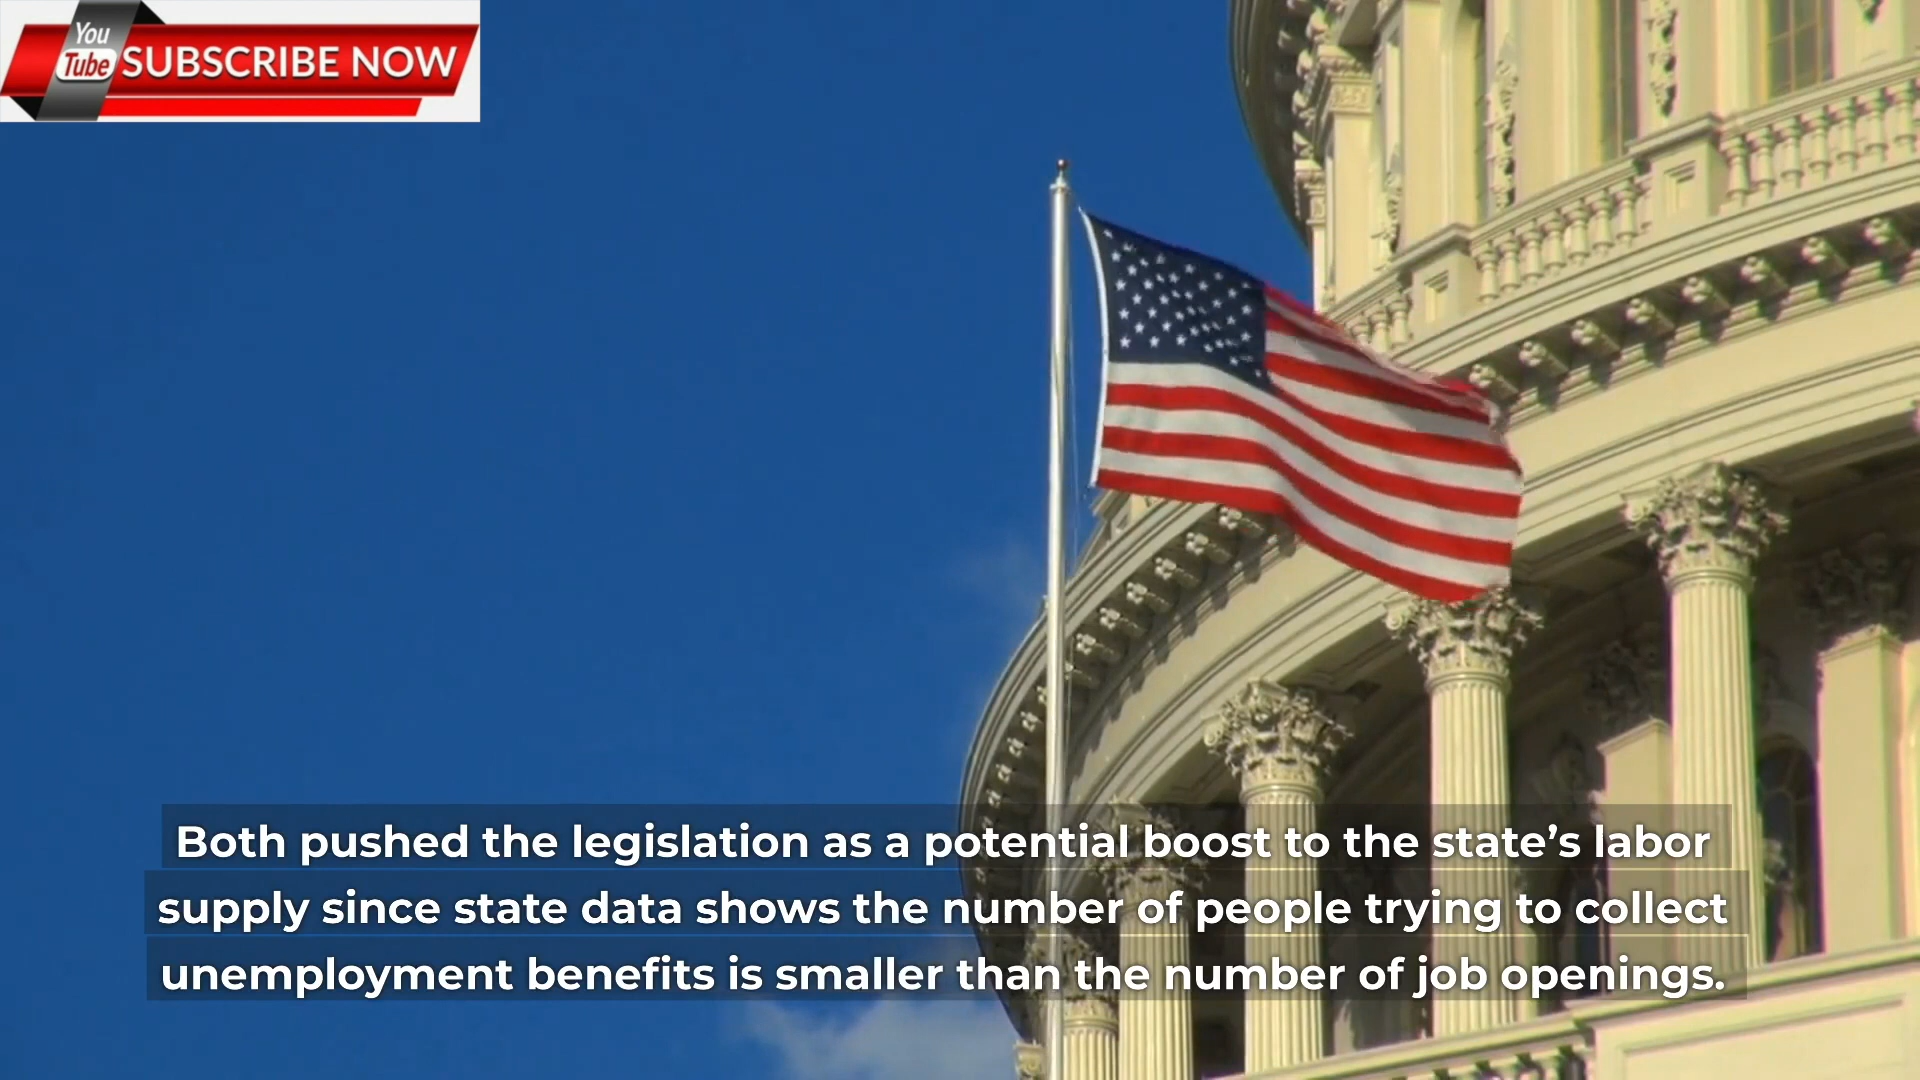 You
Tube
SUBSCRIBE NOW
Both pushed the legislation as a potential boost to the state’s labor
supply since state data shows the number of people trying to collect
unemployment benefits is smaller than the number of job openings.